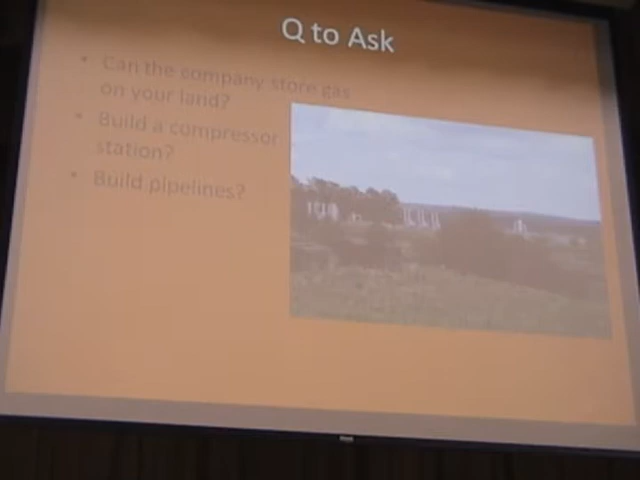 Q to Ask
• Can the company store gas
on your land?
• Build a compressor
station?
• Build pipelines?